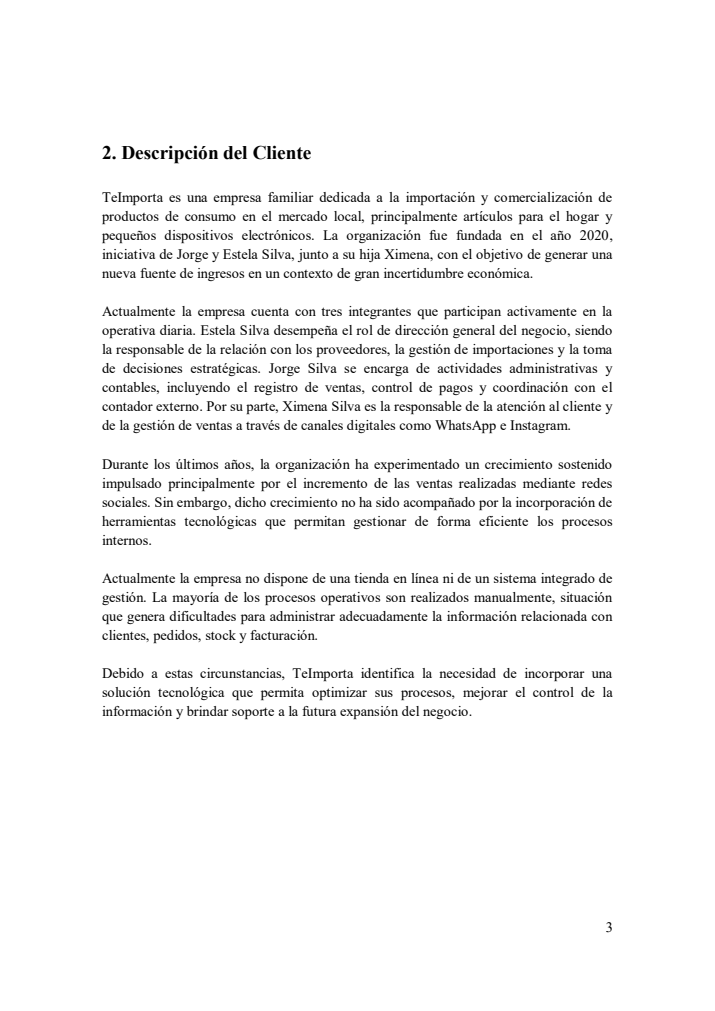 2. Descripción del Cliente
TeImporta es una empresa familiar dedicada a la importación y comercialización de
productos de consumo en el mercado local, principalmente artículos para el hogar y
pequeños dispositivos electrónicos. La organización fue fundada en el año 2020,
iniciativa de Jorge y Estela Silva, junto a su hija Ximena, con el objetivo de generar una
nueva fuente de ingresos en un contexto de gran incertidumbre económica.
Actualmente la empresa cuenta con tres integrantes que participan activamente en la
operativa diaria. Estela Silva desempeña el rol de dirección general del negocio, siendo
la responsable de la relación con los proveedores, la gestión de importaciones y la toma
de decisiones estratégicas. Jorge Silva se encarga de actividades administrativas y
contables, incluyendo el registro de ventas, control de pagos y coordinación con el
contador externo. Por su parte, Ximena Silva es la responsable de la atención al cliente y
de la gestión de ventas a través de canales digitales como WhatsApp e Instagram.
Durante los últimos años, la organización ha experimentado un crecimiento sostenido
impulsado principalmente por el incremento de las ventas realizadas mediante redes
sociales. Sin embargo, dicho crecimiento no ha sido acompañado por la incorporación de
herramientas tecnológicas que permitan gestionar de forma eficiente los procesos
internos.
Actualmente la empresa no dispone de una tienda en línea ni de un sistema integrado de
gestión. La mayoría de los procesos operativos son realizados manualmente, situación
que genera dificultades para administrar adecuadamente la información relacionada con
clientes, pedidos, stock y facturación.
Debido a estas circunstancias, TeImporta identifica la necesidad de incorporar una
solución tecnológica que permita optimizar sus procesos, mejorar el control de la
información y brindar soporte a la futura expansión del negocio.
3